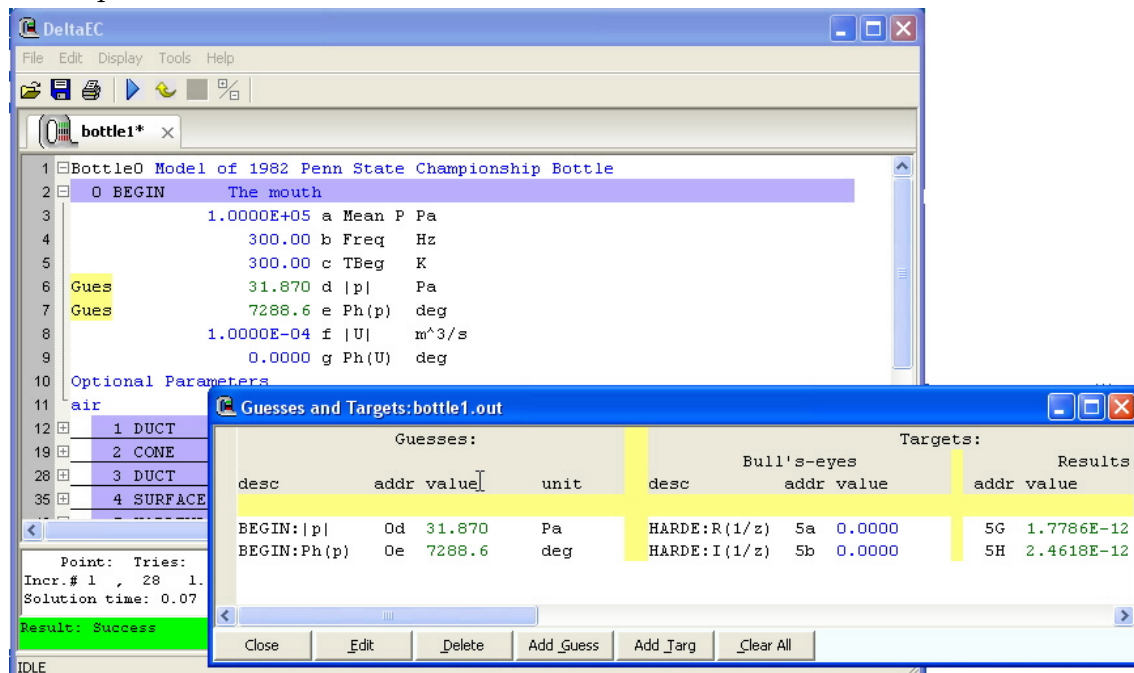 DeltaEC
File Edit Display Tools Help
bottle1* ×
1 Bottle0 Model of 1982 Penn State Championship Bottle
2 0 BEGIN The mouth
3 1.0000E+05 a Mean P Pa
4 300.00 b Freq Hz
5 300.00 c TBeg K
6 Gues 31.870 d |p| Pa
7 Gues 7288.6 e Ph(p) deg
8 1.0000E-04 f |U| m^3/s
9 0.0000 g Ph(U) deg
10 Optional Parameters
11 air
12 1 DUCT
19 2 CONE
28 3 DUCT
35 4 SURFACE
Point: Tries:
Incr.# 1 , 28 1.
Solution time: 0.07
Result: Success
IDLE
Guesses and Targets:bottle1.out
Guesses: Targets:
Bull's-eyes Results
desc addr value unit desc addr value addr value
BEGIN:|p| 0d 31.870 Pa HARDE:R(1/z) 5a 0.0000 5G 1.7786E-12
BEGIN:Ph(p) 0e 7288.6 deg HARDE:I(1/z) 5b 0.0000 5H 2.4618E-12
Close Edit Delete Add Guess Add Targ Clear All